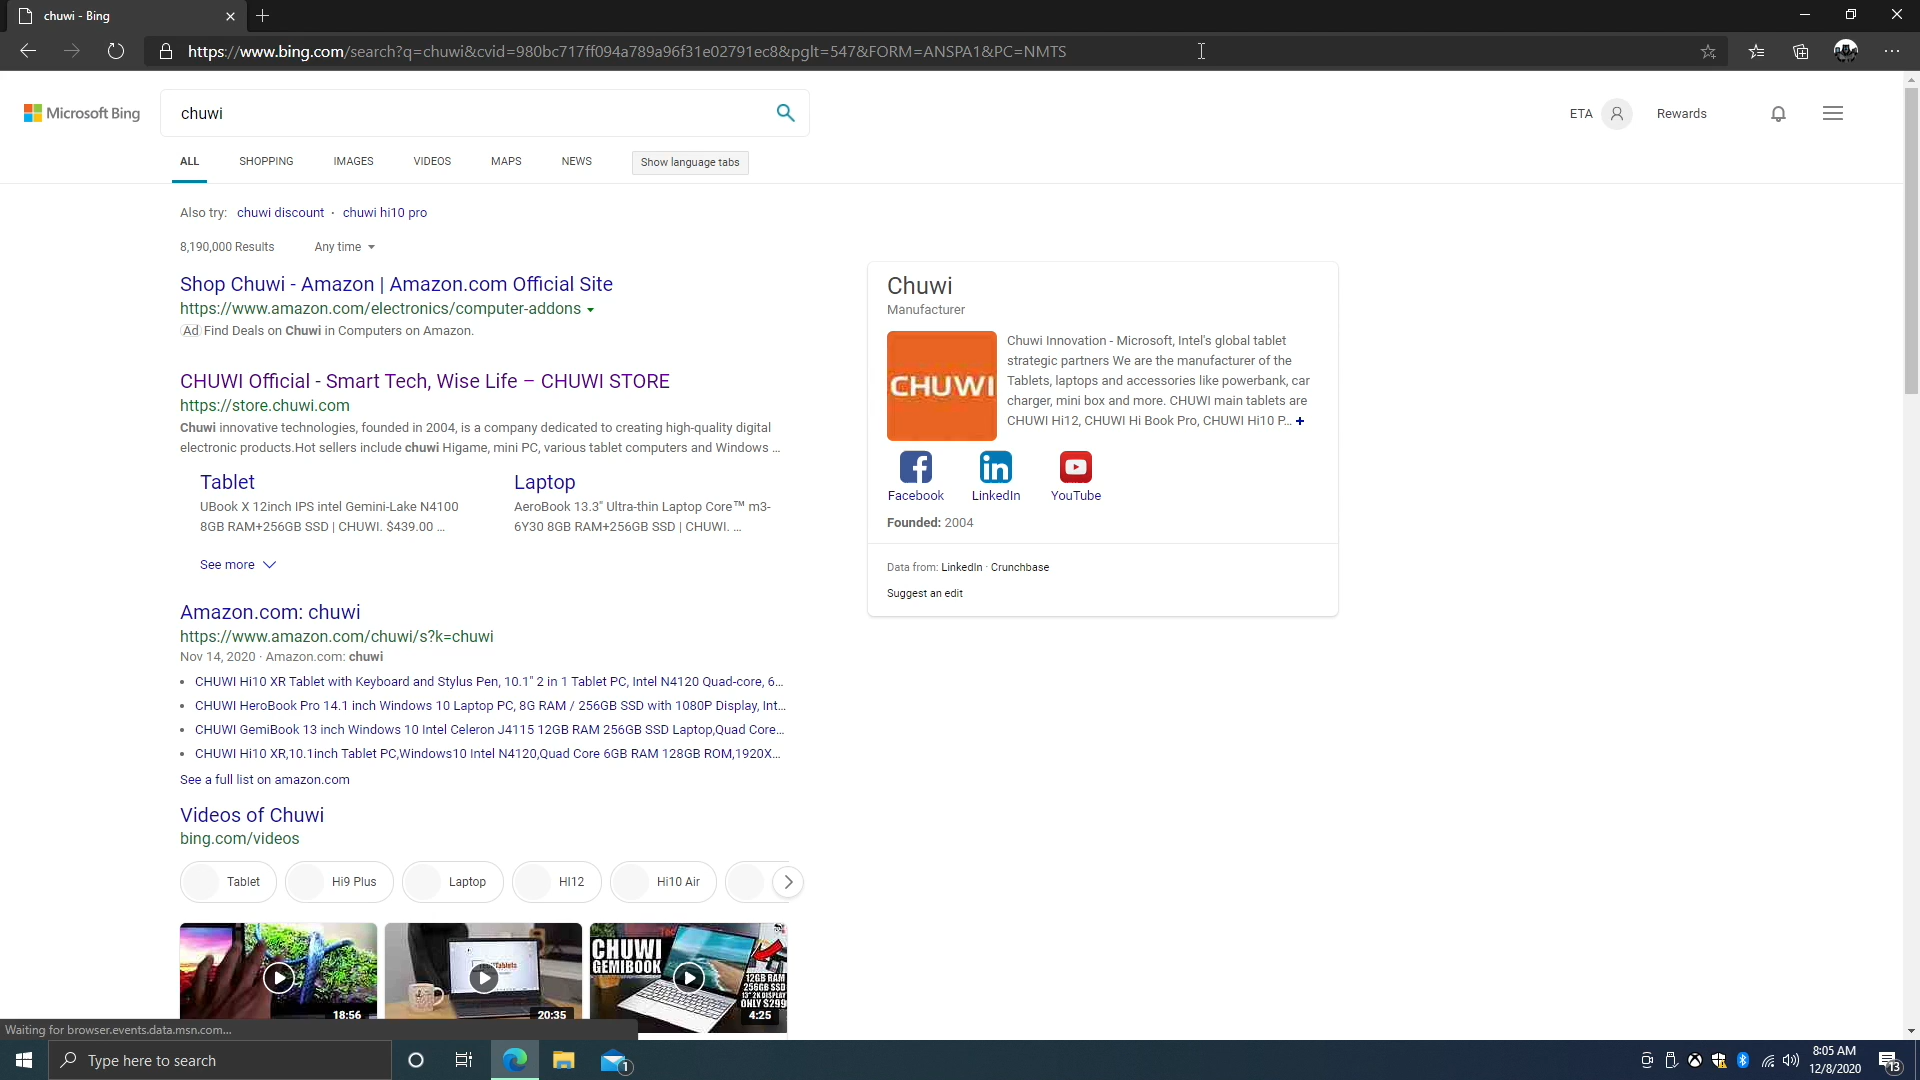 chuwi - Bing
https://www.bing.com/search?q=chuwi&cvid=980bc717ff094a789a96f31e02791ec8&pglt=547&FORM=ANSPA1&PC=NMTS
Microsoft Bing
chuwi
ETA
Rewards
ALL
SHOPPING
IMAGES
VIDEOS
MAPS
NEWS
Show language tabs
Also try: chuwi discount · chuwi hi10 pro
8,190,000 Results
Any time
Shop Chuwi - Amazon | Amazon.com Official Site
https://www.amazon.com/electronics/computer-addons
Ad Find Deals on Chuwi in Computers on Amazon.
CHUWI Official - Smart Tech, Wise Life – CHUWI STORE
https://store.chuwi.com
Chuwi innovative technologies, founded in 2004, is a company dedicated to creating high-quality digital
electronic products.Hot sellers include chuwi Higame, mini PC, various tablet computers and Windows ...
Tablet
UBook X 12inch IPS intel Gemini-Lake N4100
8GB RAM+256GB SSD | CHUWI. $439.00 ...
Laptop
AeroBook 13.3" Ultra-thin Laptop Core™ m3-
6Y30 8GB RAM+256GB SSD | CHUWI. ...
See more
Amazon.com: chuwi
https://www.amazon.com/chuwi/s?k=chuwi
Nov 14, 2020 · Amazon.com: chuwi
CHUWI Hi10 XR Tablet with Keyboard and Stylus Pen, 10.1" 2 in 1 Tablet PC, Intel N4120 Quad-core, 6...
CHUWI HeroBook Pro 14.1 inch Windows 10 Laptop PC, 8G RAM / 256GB SSD with 1080P Display, Int...
CHUWI GemiBook 13 inch Windows 10 Intel Celeron J4115 12GB RAM 256GB SSD Laptop,Quad Core...
CHUWI Hi10 XR,10.1inch Tablet PC,Windows10 Intel N4120,Quad Core 6GB RAM 128GB ROM,1920X...
See a full list on amazon.com
Videos of Chuwi
bing.com/videos
Tablet
Hi9 Plus
Laptop
HI12
Hi10 Air
18:56
20:35
CHUWI
GEMIBOOK
12GB RAM
256GB SSD
13" 2K DISPLAY
ONLY $299
4:25
Chuwi
Manufacturer
CHUWI
Chuwi Innovation - Microsoft, Intel's global tablet
strategic partners We are the manufacturer of the
Tablets, laptops and accessories like powerbank, car
charger, mini box and more. CHUWI main tablets are
CHUWI Hi12, CHUWI Hi Book Pro, CHUWI Hi10 P... +
Facebook
LinkedIn
YouTube
Founded: 2004
Data from: LinkedIn · Crunchbase
Suggest an edit
Waiting for browser.events.data.msn.com...
Type here to search
1
8:05 AM
12/8/2020
13